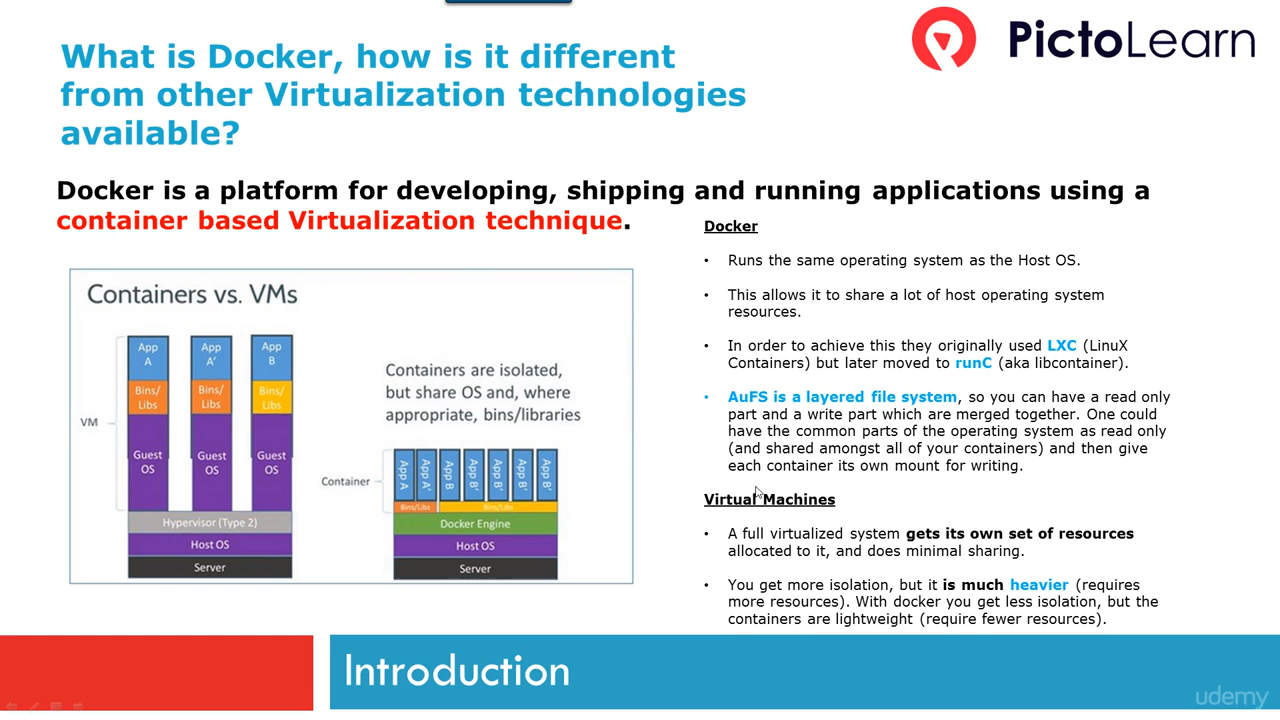 What is Docker, how is it different
from other Virtualization technologies
available?
PictoLearn
Docker is a platform for developing, shipping and running applications using a
container based Virtualization technique.
Containers vs. VMs
App
A
App
A'
App
B
Bins/
Libs
Bins/
Libs
Bins/
Libs
VM
Guest
OS
Guest
OS
Guest
OS
Hypervisor (Type 2)
Host OS
Server
Containers are isolated,
but share OS and, where
appropriate, bins/libraries
Container
App A
App A'
App B
App B'
App B'
App B'
App B'
Bins/Libs
Bins/Libs
Docker Engine
Host OS
Server
Docker
• Runs the same operating system as the Host OS.
• This allows it to share a lot of host operating system
resources.
• In order to achieve this they originally used LXC (LinuX
Containers) but later moved to runC (aka libcontainer).
• AuFS is a layered file system, so you can have a read only
part and a write part which are merged together. One could
have the common parts of the operating system as read only
(and shared amongst all of your containers) and then give
each container its own mount for writing.
Virtual Machines
• A full virtualized system gets its own set of resources
allocated to it, and does minimal sharing.
• You get more isolation, but it is much heavier (requires
more resources). With docker you get less isolation, but the
containers are lightweight (require fewer resources).
Introduction
udemy